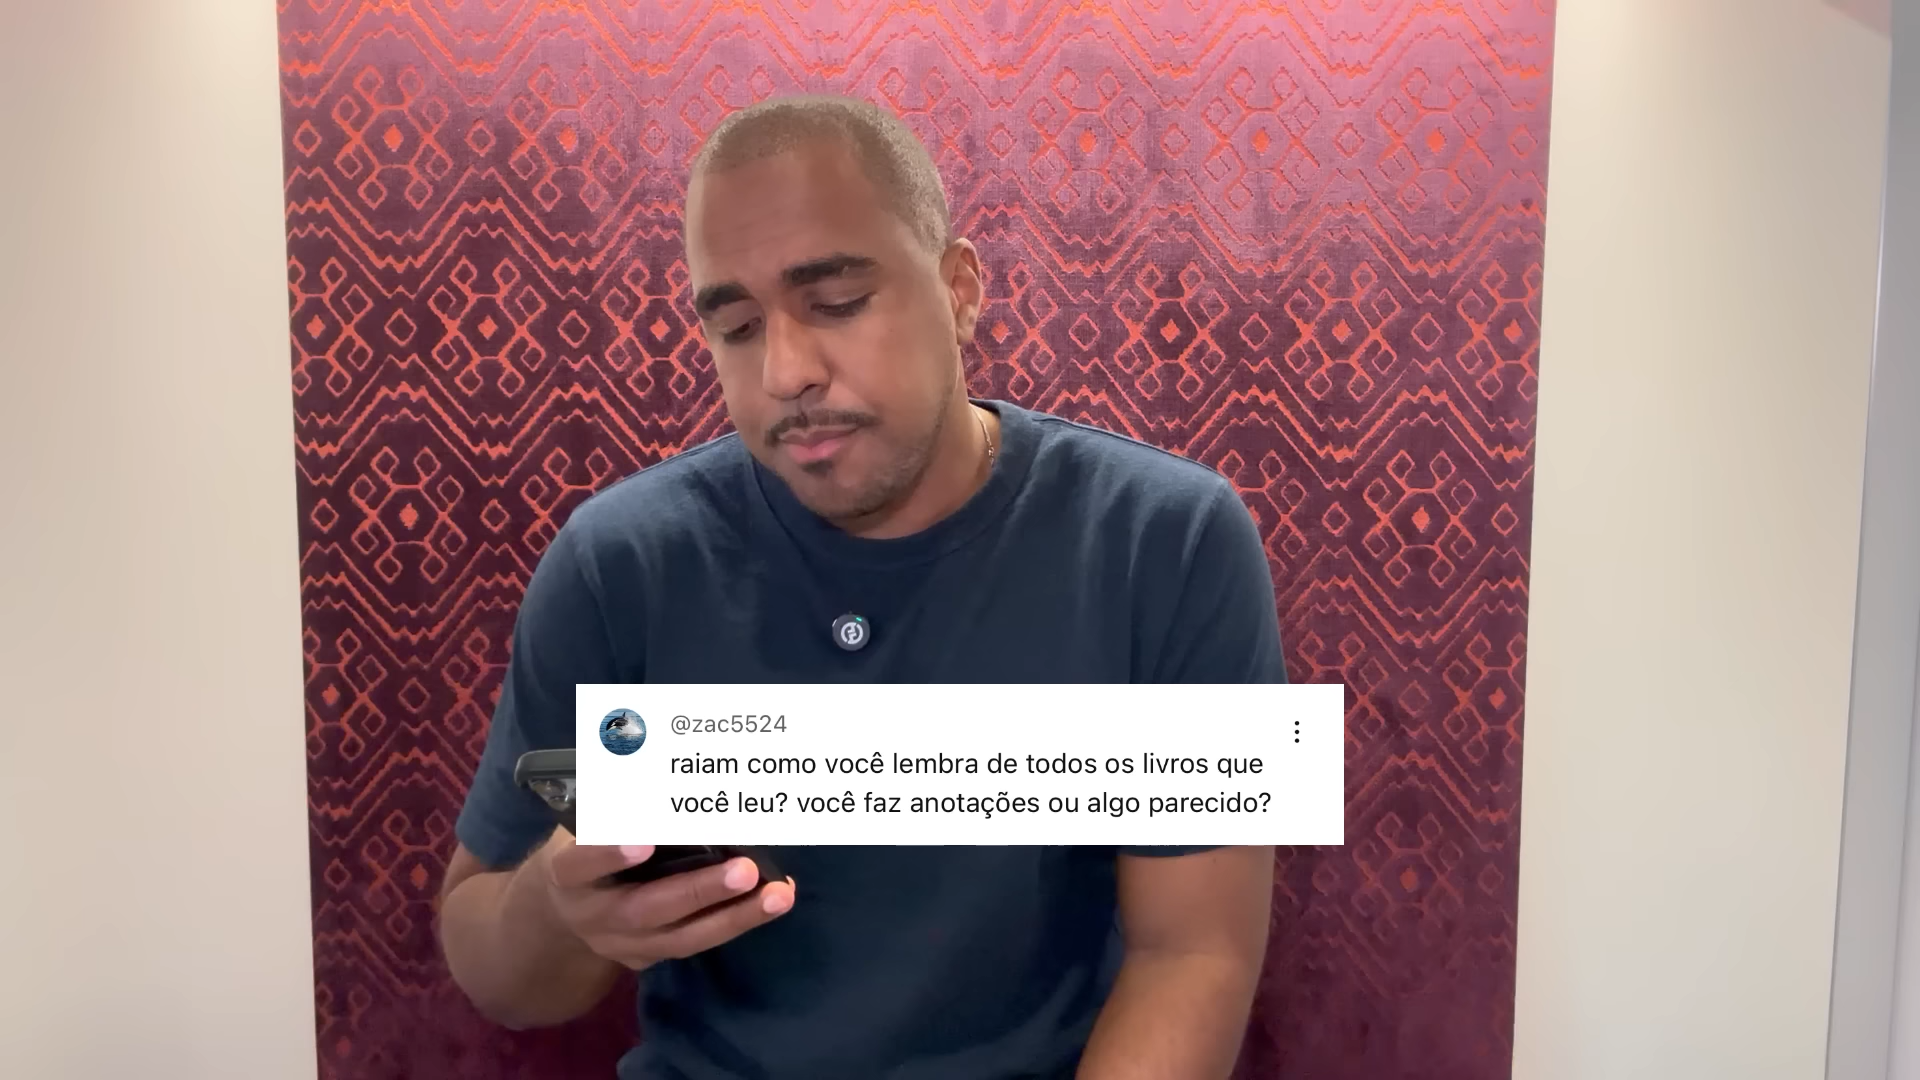 @zac5524
raiam como você lembra de todos os livros que
você leu? você faz anotações ou algo parecido?